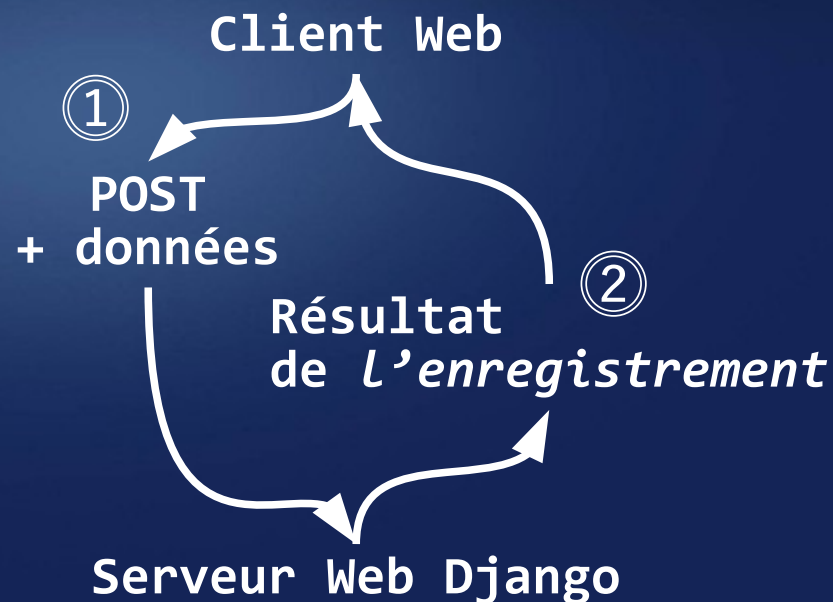 Client Web
①
POST
+ données
②
Résultat
de l’enregistrement
Serveur Web Django